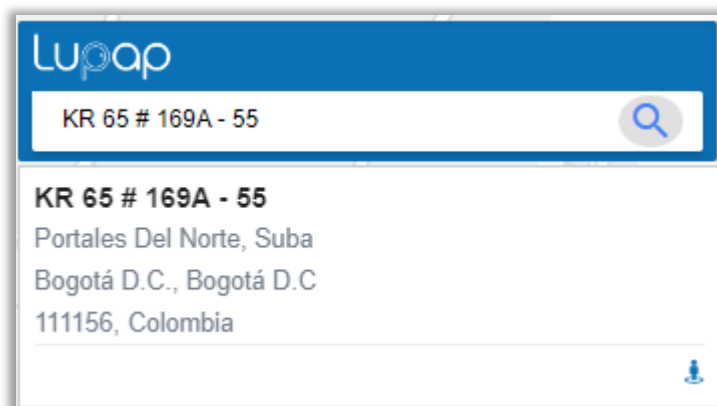 Lupap
KR 65 # 169A - 55
KR 65 # 169A - 55
Portales Del Norte, Suba
Bogotá D.C., Bogotá D.C
111156, Colombia